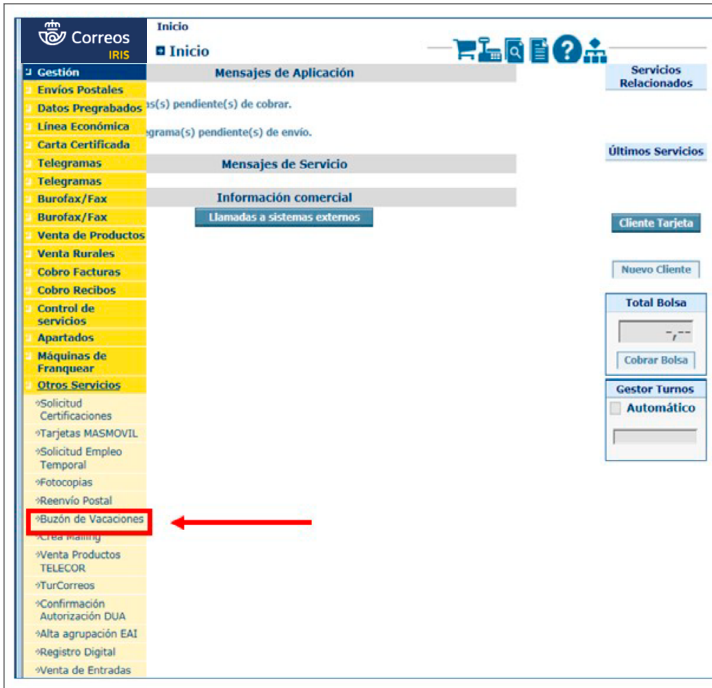 Correos
IRIS
Inicio
Inicio
Gestión
Envíos Postales
Datos Pregrabados
Línea Económica
Carta Certificada
Telegramas
Telegramas
Burofax/Fax
Burofax/Fax
Venta de Productos
Venta Rurales
Cobro Facturas
Cobro Recibos
Control de
servicios
Apartados
Máquinas de
Franquear
Otros Servicios
Solicitud
Certificaciones
Tarjetas MASMOVIL
Solicitud Empleo
Temporal
Fotocopias
Reenvío Postal
Buzón de Vacaciones
Crea Mailing
Venta Productos
TELECOR
TurCorreos
Confirmación
Autorización DUA
Alta agrupación EAI
Registro Digital
Venta de Entradas
Mensajes de Aplicación
as(s) pendiente(s) de cobrar.
egrama(s) pendiente(s) de envío.
Mensajes de Servicio
Información comercial
Llamadas a sistemas externos
Servicios
Relacionados
Últimos Servicios
Cliente Tarjeta
Nuevo Cliente
Total Bolsa
-,--
Cobrar Bolsa
Gestor Turnos
Automático